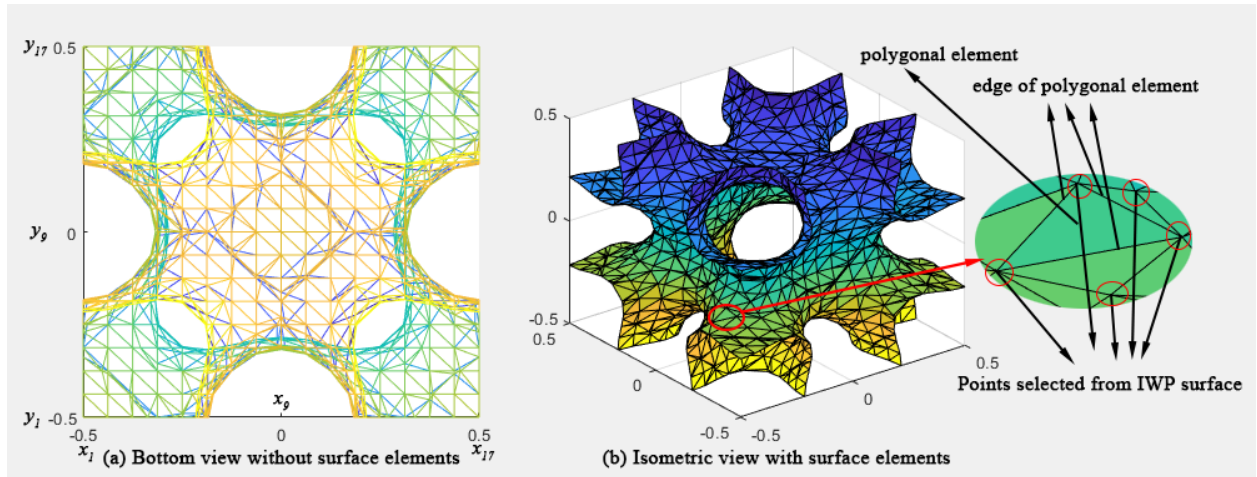 y17 0.5
y9 0
y1 -0.5
-0.5
x1
x9
0
0.5
x17
(a) Bottom view without surface elements
0.5
0
-0.5
0.5
0
-0.5
-0.5
0
0.5
polygonal element
edge of polygonal element
Points selected from IWP surface
(b) Isometric view with surface elements